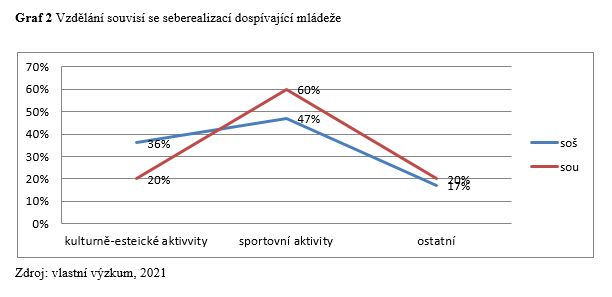 Graf 2 Vzdělání souvisí se seberealizací dospívající mládeže
70%
60%
50%
40%
30%
20%
10%
0%
36%
20%
60%
47%
20%
17%
kulturně-esteické aktivvity
sportovní aktivity
ostatní
soš
sou
Zdroj: vlastní výzkum, 2021